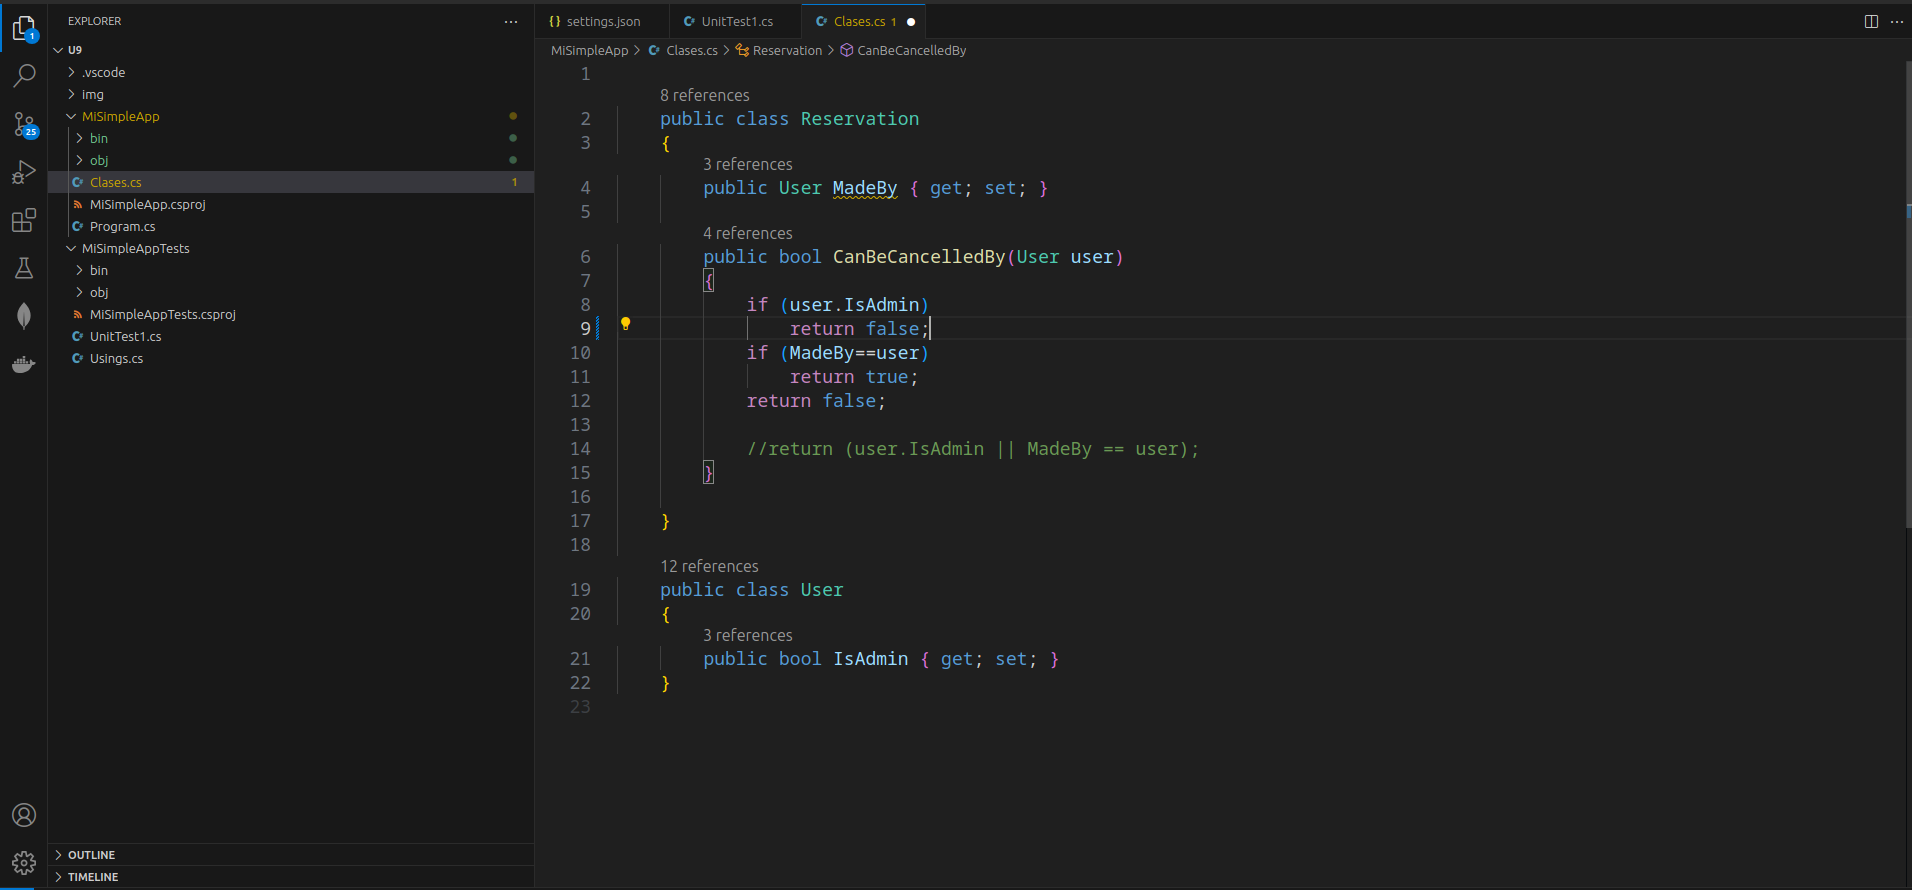 EXPLORER
U9
.vscode
img
MiSimpleApp
bin
obj
Clases.cs 1
MiSimpleApp.csproj
Program.cs
MiSimpleAppTests
bin
obj
MiSimpleAppTests.csproj
UnitTest1.cs
Usings.cs
OUTLINE
TIMELINE
1
25
{} settings.json
C# UnitTest1.cs
C# Clases.cs 1
MiSimpleApp > C# Clases.cs > Reservation > CanBeCancelledBy
1
8 references
2 public class Reservation
3 {
3 references
4 public User MadeBy { get; set; }
5
4 references
6 public bool CanBeCancelledBy(User user)
7 {
8 if (user.IsAdmin)
9 return false;
10 if (MadeBy==user)
11 return true;
12 return false;
13
14 //return (user.IsAdmin || MadeBy == user);
15 }
16
17 }
18
12 references
19 public class User
20 {
3 references
21 public bool IsAdmin { get; set; }
22 }
23